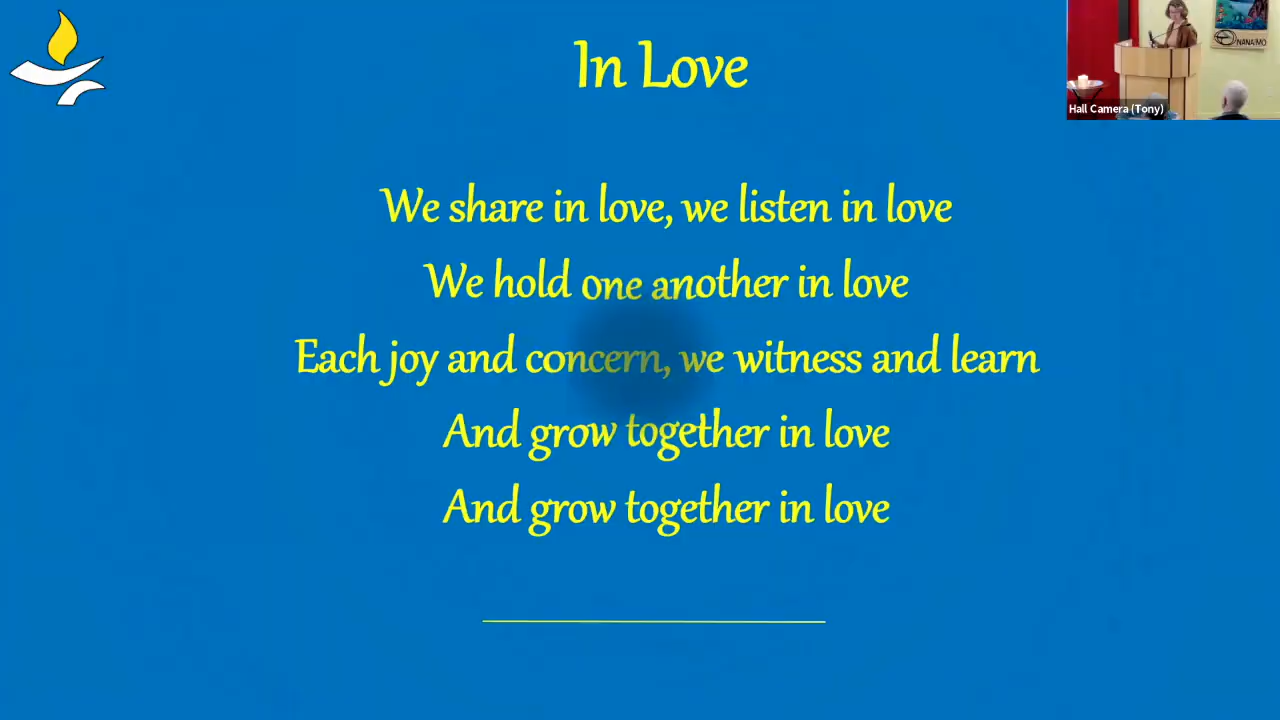 In Love
We share in love, we listen in love
We hold one another in love
Each joy and concern, we witness and learn
And grow together in love
And grow together in love
Hall Camera (Tony)
NANAIMO